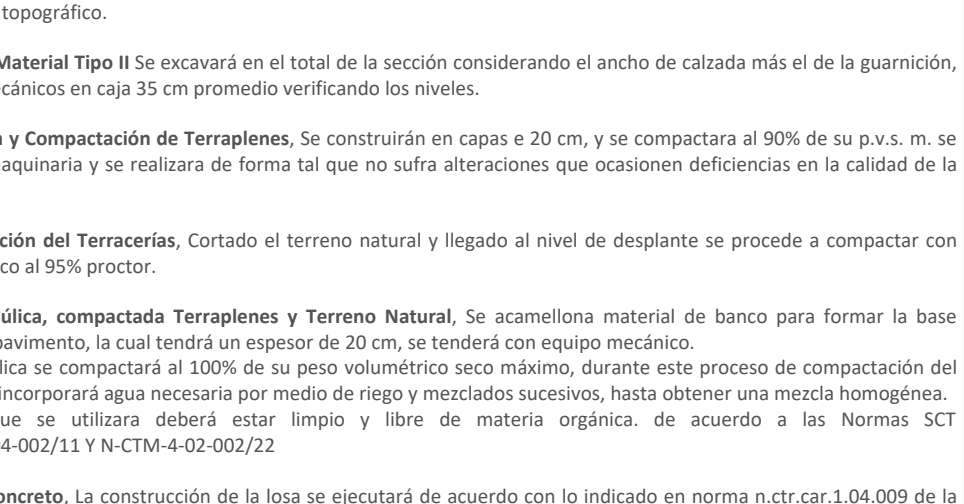 topográfico.
Material Tipo II Se excavará en el total de la sección considerando el ancho de calzada más el de la guarnición,
ecánicos en caja 35 cm promedio verificando los niveles.
y Compactación de Terraplenes, Se construirán en capas e 20 cm, y se compactara al 90% de su p.v.s. m. se
aquinaria y se realizara de forma tal que no sufra alteraciones que ocasionen deficiencias en la calidad de la
ción del Terracerías, Cortado el terreno natural y llegado al nivel de desplante se procede a compactar con
co al 95% proctor.
úlica, compactada Terraplenes y Terreno Natural, Se acamellona material de banco para formar la base
pavimento, la cual tendrá un espesor de 20 cm, se tenderá con equipo mecánico.
lica se compactará al 100% de su peso volumétrico seco máximo, durante este proceso de compactación del
incorporará agua necesaria por medio de riego y mezclados sucesivos, hasta obtener una mezcla homogénea.
ue se utilizara deberá estar limpio y libre de materia orgánica. de acuerdo a las Normas SCT
04-002/11 Y N-CTM-4-02-002/22
oncreto, La construcción de la losa se ejecutará de acuerdo con lo indicado en norma n.ctr.car.1.04.009 de la